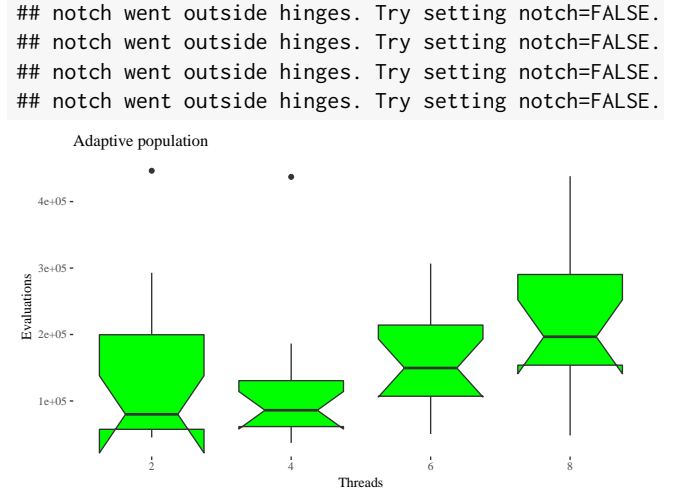 ## notch went outside hinges. Try setting notch=FALSE.
## notch went outside hinges. Try setting notch=FALSE.
## notch went outside hinges. Try setting notch=FALSE.
## notch went outside hinges. Try setting notch=FALSE.
Adaptive population
4e+05
3e+05
2e+05
1e+05
Evaluations
2 4 6 8
Threads